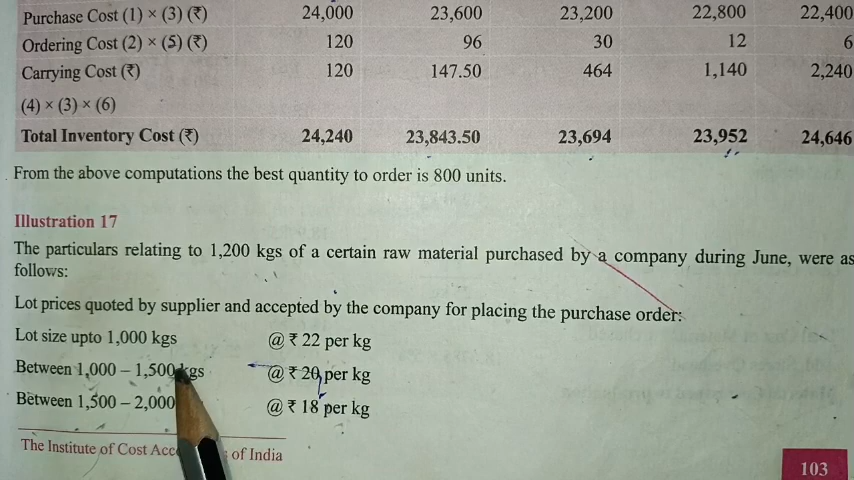 Purchase Cost (1) × (3) (₹) 24,000 23,600 23,200 22,800 22,400
Ordering Cost (2) × (5) (₹) 120 96 30 12 6
Carrying Cost (₹) 120 147.50 464 1,140 2,240
(4) × (3) × (6)
Total Inventory Cost (₹) 24,240 23,843.50 23,694 23,952 24,646
From the above computations the best quantity to order is 800 units.
Illustration 17
The particulars relating to 1,200 kgs of a certain raw material purchased by a company during June, were as
follows:
Lot prices quoted by supplier and accepted by the company for placing the purchase order:
Lot size upto 1,000 kgs @ ₹ 22 per kg
Between 1,000 – 1,500 kgs @ ₹ 20 per kg
Between 1,500 – 2,000 @ ₹ 18 per kg
The Institute of Cost of India
103